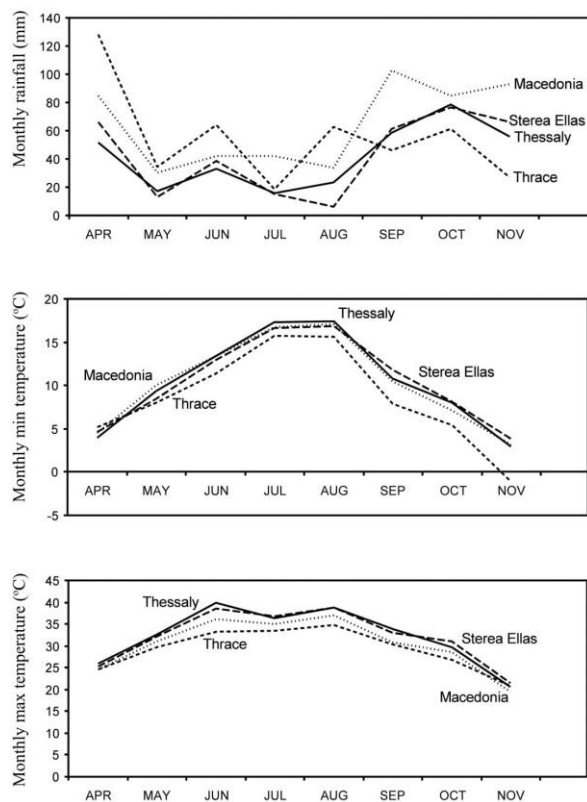 Monthly rainfall (mm)
140
120
100
80
60
40
20
0
Macedonia
Sterea Ellas
Thessaly
Thrace
APR MAY JUN JUL AUG SEP OCT NOV
Monthly min temperature (ºC)
20
15
10
5
0
-5
Thessaly
Macedonia
Sterea Ellas
Thrace
APR MAY JUN JUL AUG SEP OCT NOV
Monthly max temperature (ºC)
45
40
35
30
25
20
15
10
5
0
Thessaly
Sterea Ellas
Thrace
Macedonia
APR MAY JUN JUL AUG SEP OCT NOV